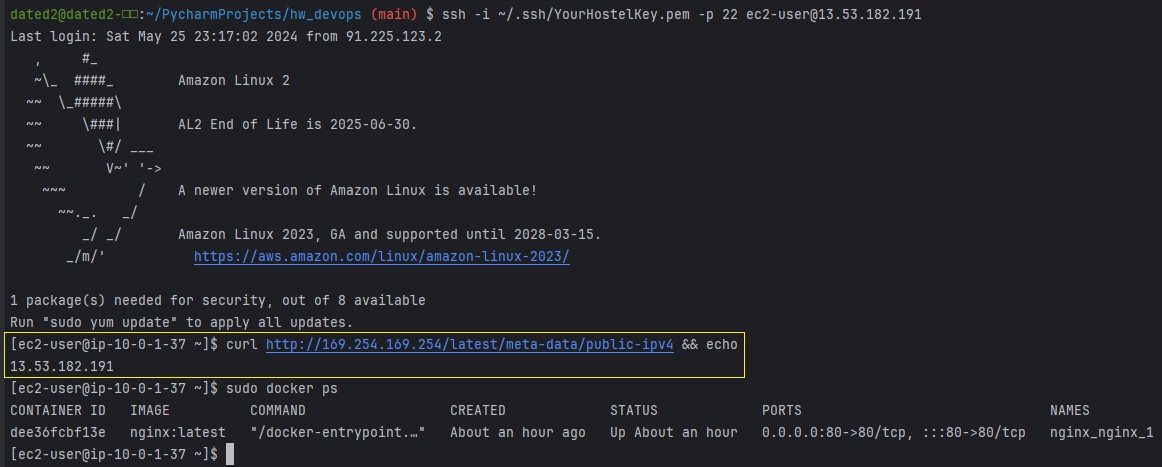 dated2@dated2-□□:~/PycharmProjects/hw_devops (main) $ ssh -i ~/.ssh/YourHostelKey.pem -p 22 ec2-user@13.53.182.191
Last login: Sat May 25 23:17:02 2024 from 91.225.123.2
   ,     #_
   ~\_  ####_        Amazon Linux 2
  ~~  \_#####\
  ~~     \###|       AL2 End of Life is 2025-06-30.
  ~~       \#/ ___
   ~~       V~' '->
    ~~~         /    A newer version of Amazon Linux is available!
      ~~._.   _/
         _/ _/       Amazon Linux 2023, GA and supported until 2028-03-15.
       _/m/'           https://aws.amazon.com/linux/amazon-linux-2023/
1 package(s) needed for security, out of 8 available
Run "sudo yum update" to apply all updates.
[ec2-user@ip-10-0-1-37 ~]$ curl http://169.254.169.254/latest/meta-data/public-ipv4 && echo
13.53.182.191
[ec2-user@ip-10-0-1-37 ~]$ sudo docker ps
CONTAINER ID   IMAGE          COMMAND                  CREATED             STATUS             PORTS                               NAMES
dee36fcbf13e   nginx:latest   "/docker-entrypoint.…"   About an hour ago   Up About an hour   0.0.0.0:80->80/tcp, :::80->80/tcp   nginx_nginx_1
[ec2-user@ip-10-0-1-37 ~]$